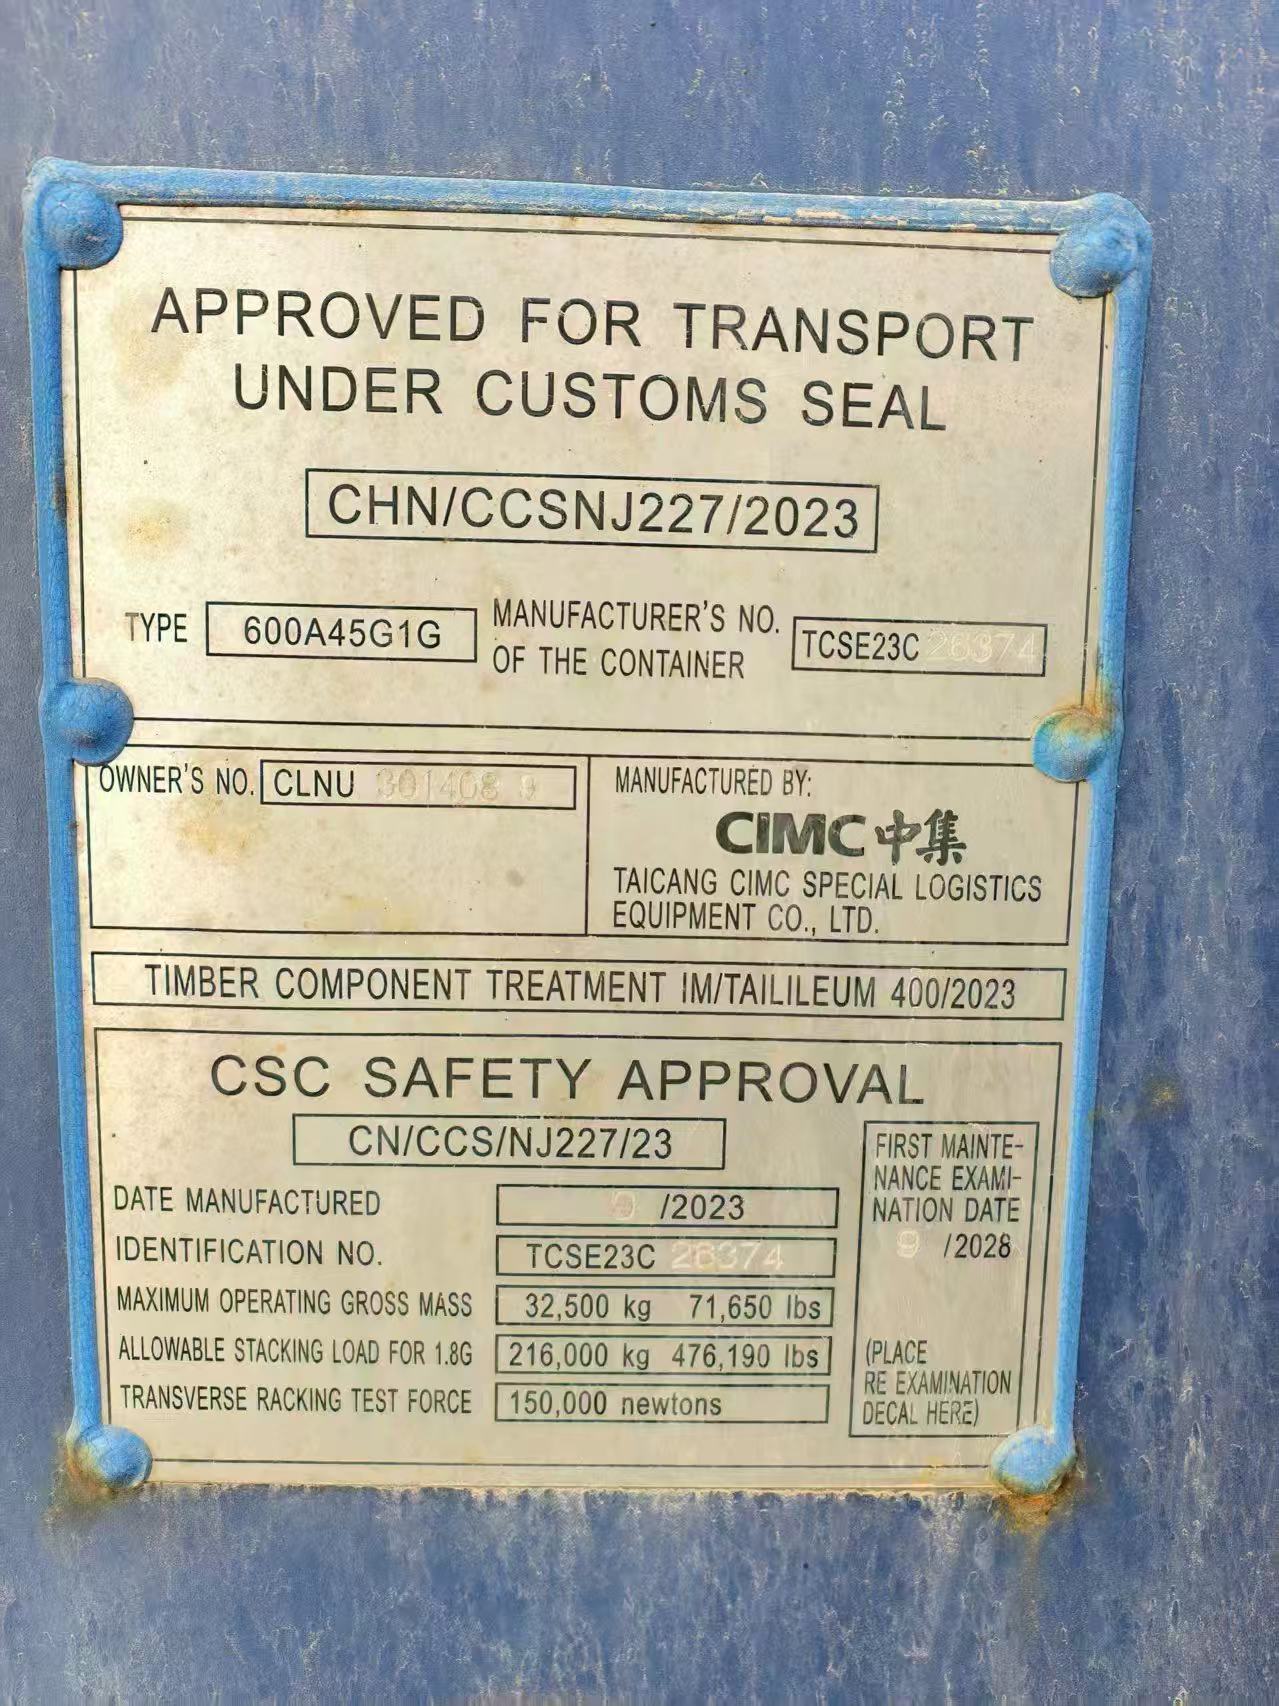 APPROVED FOR TRANSPORT
UNDER CUSTOMS SEAL
CHN/CCSNJ227/2023
TYPE 600A45G1G
MANUFACTURER'S NO.
OF THE CONTAINER
TCSE23C
OWNER'S NO. CLNU
MANUFACTURED BY:
CIMC中集
TAICANG CIMC SPECIAL LOGISTICS
EQUIPMENT CO., LTD.
TIMBER COMPONENT TREATMENT IM/TAILILEUM 400/2023
CSC SAFETY APPROVAL
CN/CCS/NJ227/23
DATE MANUFACTURED 9 /2023
IDENTIFICATION NO. TCSE23C
MAXIMUM OPERATING GROSS MASS 32,500 kg 71,650 lbs
ALLOWABLE STACKING LOAD FOR 1.8G 216,000 kg 476,190 lbs
TRANSVERSE RACKING TEST FORCE 150,000 newtons
FIRST MAINTE-
NANCE EXAMI-
NATION DATE
9 /2028
(PLACE
RE EXAMINATION
DECAL HERE)